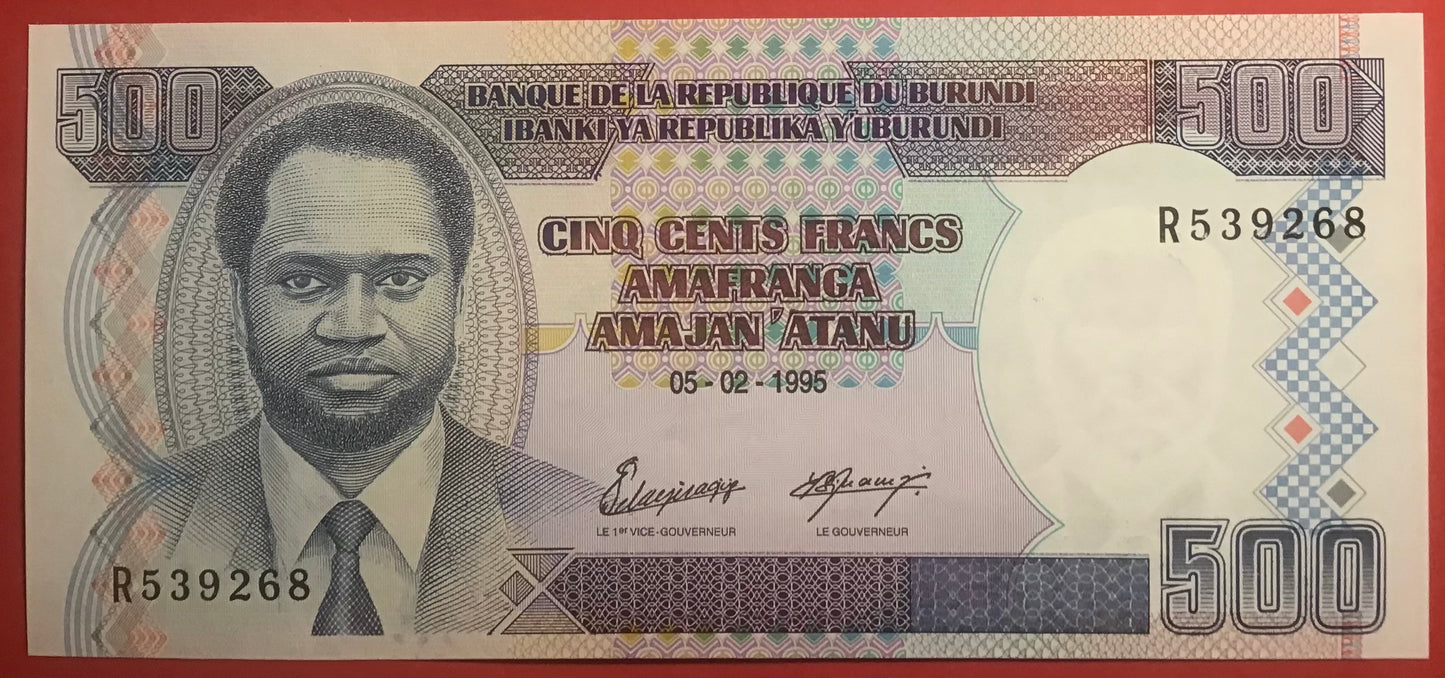 500
BANQUE DE LA REPUBLIQUE DU BURUNDI
500
IBANKI YA REPUBLIKA Y'UBURUNDI
R539268
CINQ CENTS FRANCS
AMAFRANGA
AMAJAN'ATANU
05-02-1995
LE 1er VICE-GOUVERNEUR
LE GOUVERNEUR
R539268
500